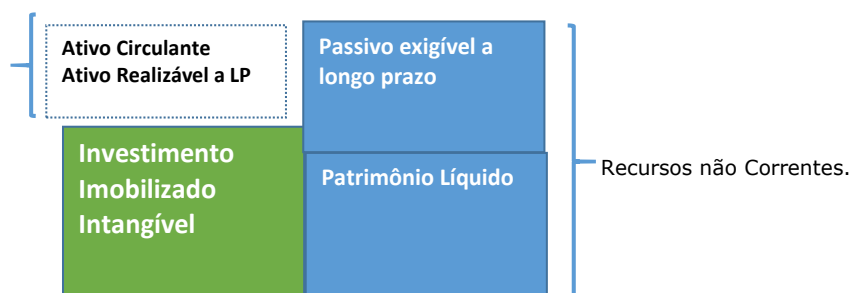 Ativo Circulante
Ativo Realizável a LP
Passivo exigível a
longo prazo
Investimento
Imobilizado
Intangível
Patrimônio Líquido
Recursos não Correntes.